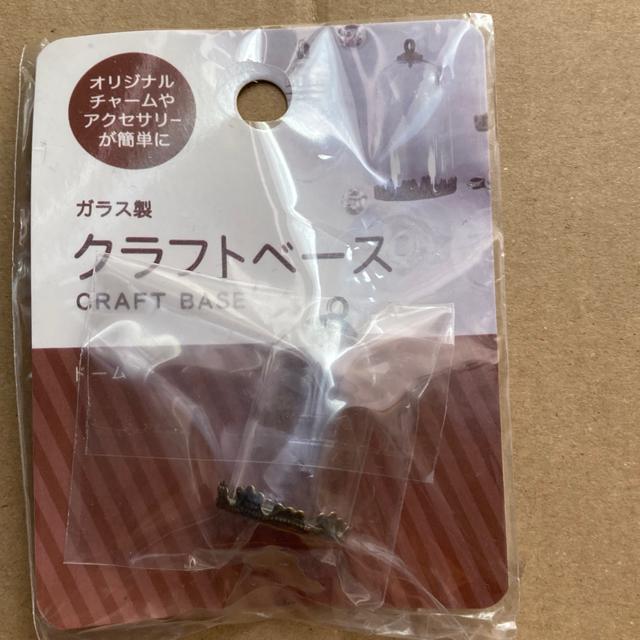 オリジナル
チャームや
アクセサリー
が簡単に
ガラス製
クラフトベース
CRAFT BASE
ドーム